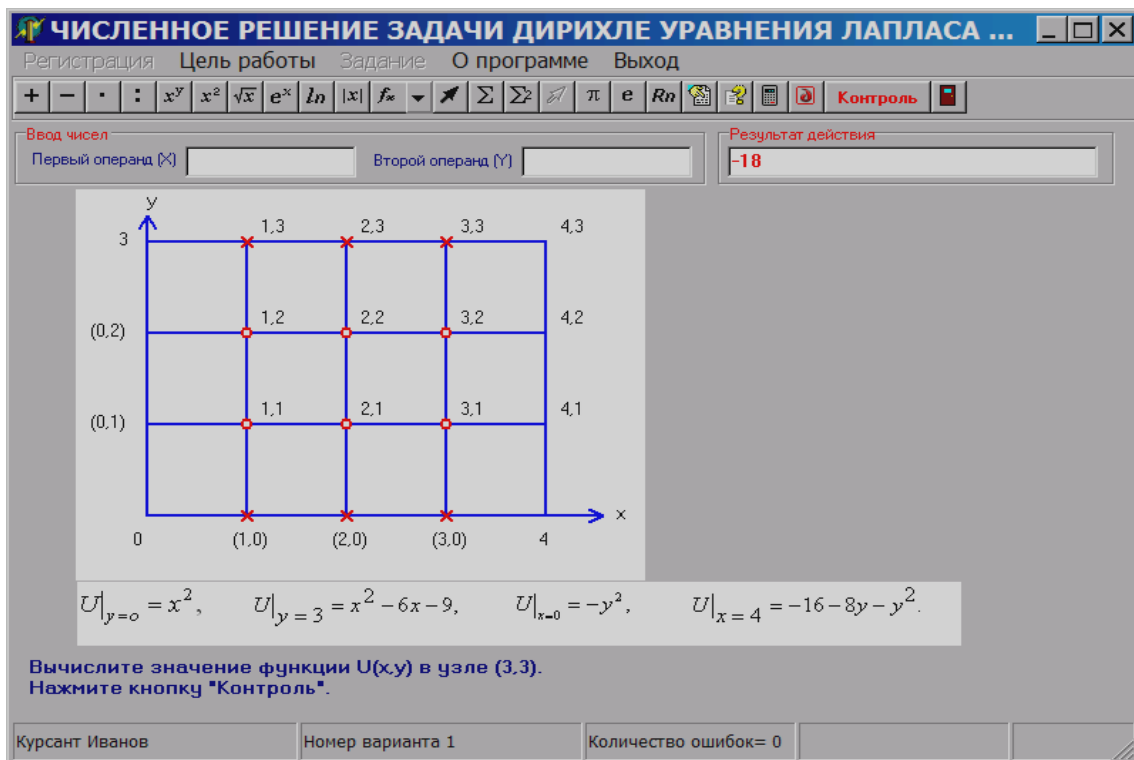 ЧИСЛЕННОЕ РЕШЕНИЕ ЗАДАЧИ ДИРИХЛЕ УРАВНЕНИЯ ЛАПЛАСА ...
Регистрация Цель работы Задание О программе Выход
+ − · : xʸ x² √x eˣ ln |x| Σ Σ2 π e Rn Контроль
Ввод чисел Результат действия
Первый операнд (X) Второй операнд (Y) -18
y
3 1,3 2,3 3,3 4,3
(0,2) 1,2 2,2 3,2 4,2
(0,1) 1,1 2,1 3,1 4,1
x
0 (1,0) (2,0) (3,0) 4
U|y=o = x², U|y = 3 = x² − 6x − 9, U|x=0 = −y², U|x = 4 = −16 − 8y − y².
Вычислите значение функции U(x,y) в узле (3,3).
Нажмите кнопку "Контроль".
Курсант Иванов Номер варианта 1 Количество ошибок= 0